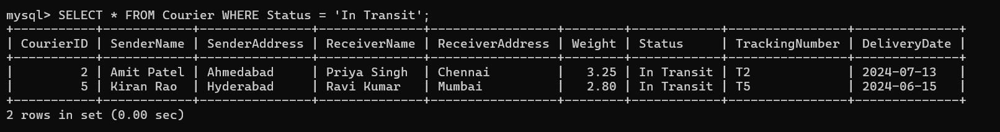 mysql> SELECT * FROM Courier WHERE Status = 'In Transit';
+-----------+------------+---------------+--------------+-----------------+--------+------------+----------------+--------------+
| CourierID | SenderName | SenderAddress | ReceiverName | ReceiverAddress | Weight | Status     | TrackingNumber | DeliveryDate |
+-----------+------------+---------------+--------------+-----------------+--------+------------+----------------+--------------+
|         2 | Amit Patel | Ahmedabad     | Priya Singh  | Chennai         |   3.25 | In Transit | T2             | 2024-07-13   |
|         5 | Kiran Rao  | Hyderabad     | Ravi Kumar   | Mumbai          |   2.80 | In Transit | T5             | 2024-06-15   |
+-----------+------------+---------------+--------------+-----------------+--------+------------+----------------+--------------+
2 rows in set (0.00 sec)